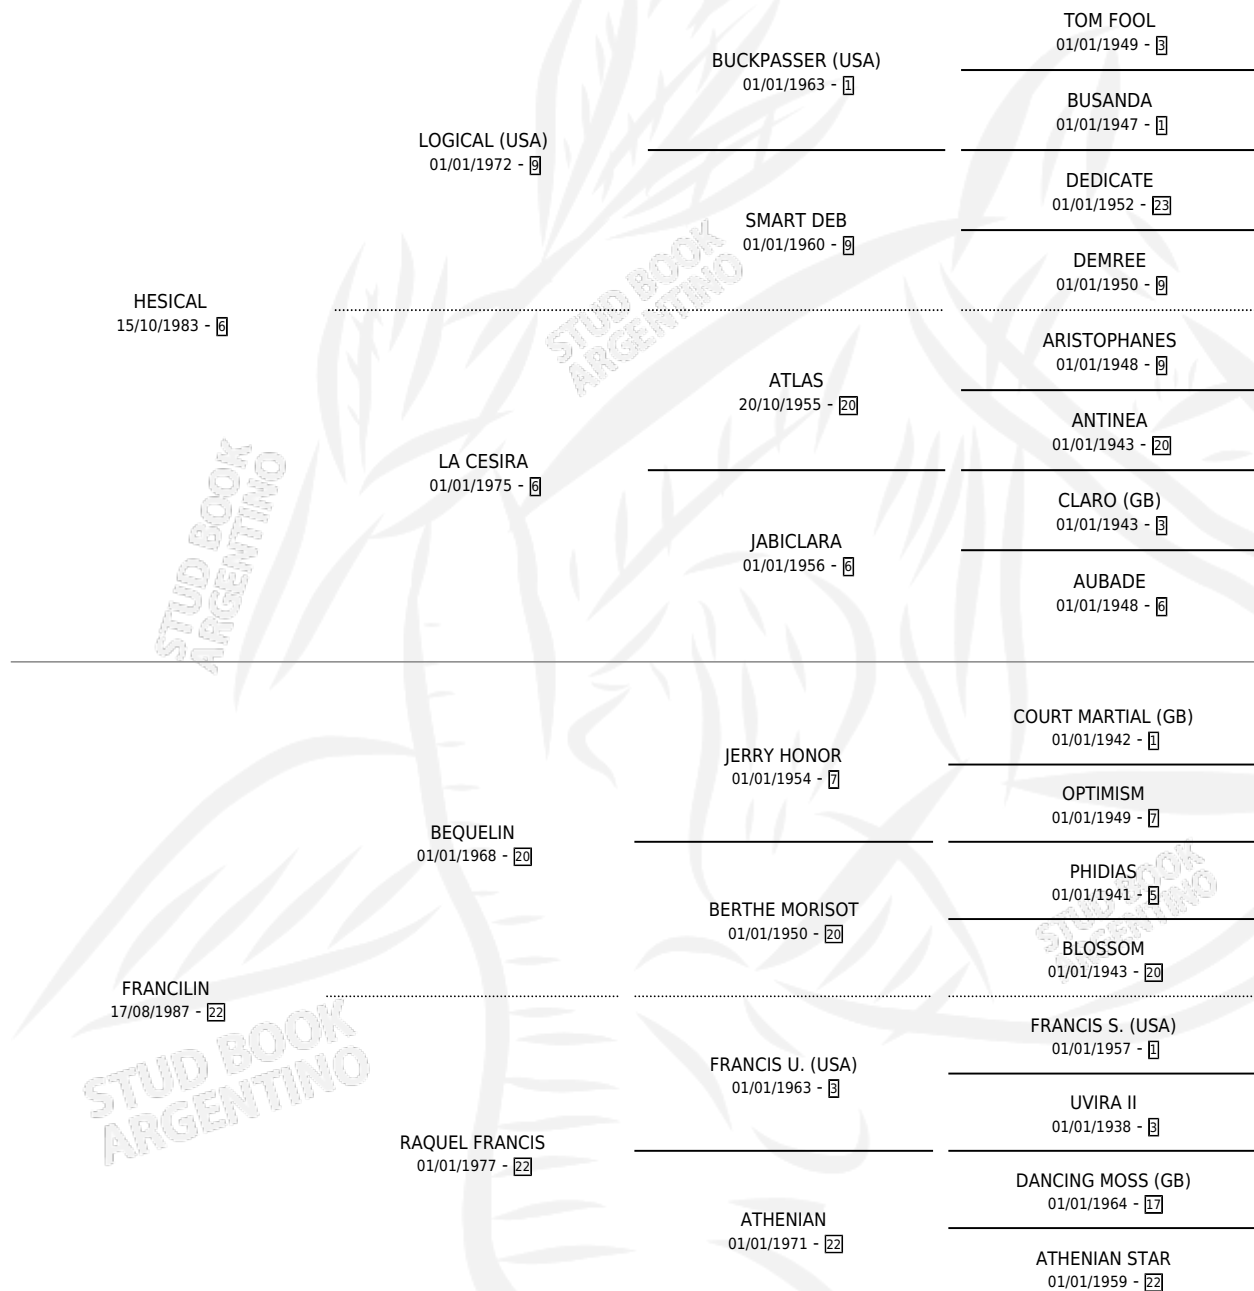 TOM FOOL
01/01/1949 - 3
BUCKPASSER (USA)
01/01/1963 - 1
BUSANDA
01/01/1947 - 1
LOGICAL (USA)
01/01/1972 - 9
DEDICATE
01/01/1952 - 23
SMART DEB
01/01/1960 - 9
DEMREE
01/01/1950 - 9
HESICAL
15/10/1983 - 6
STUD BOOK
ARGENTINO
ARISTOPHANES
01/01/1948 - 9
ATLAS
20/10/1955 - 20
ANTINEA
01/01/1943 - 20
LA CESIRA
01/01/1975 - 6
CLARO (GB)
01/01/1943 - 3
JABICLARA
01/01/1956 - 6
AUBADE
01/01/1948 - 6
STUD BOOK
ARGENTINO
COURT MARTIAL (GB)
01/01/1942 - 1
JERRY HONOR
01/01/1954 - 7
OPTIMISM
01/01/1949 - 7
BEQUELIN
01/01/1968 - 20
PHIDIAS
01/01/1941 - 5
BERTHE MORISOT
01/01/1950 - 20
STUD BOOK
ARGENTINO
BLOSSOM
01/01/1943 - 20
FRANCILIN
17/08/1987 - 22
STUD BOOK
ARGENTINO
FRANCIS S. (USA)
01/01/1957 - 1
FRANCIS U. (USA)
01/01/1963 - 3
UVIRA II
01/01/1938 - 3
RAQUEL FRANCIS
01/01/1977 - 22
DANCING MOSS (GB)
01/01/1964 - 17
ATHENIAN
01/01/1971 - 22
ATHENIAN STAR
01/01/1959 - 22